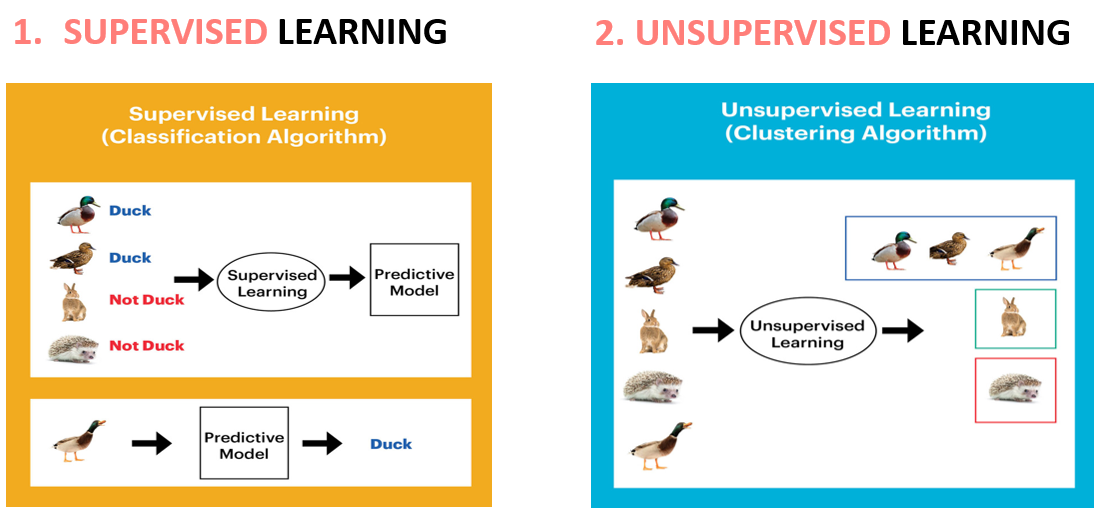 1. SUPERVISED LEARNING
Supervised Learning
(Classification Algorithm)
Duck
Duck
Not Duck
Not Duck
Supervised
Learning
Predictive
Model
Predictive
Model
Duck
2. UNSUPERVISED LEARNING
Unsupervised Learning
(Clustering Algorithm)
Unsupervised
Learning